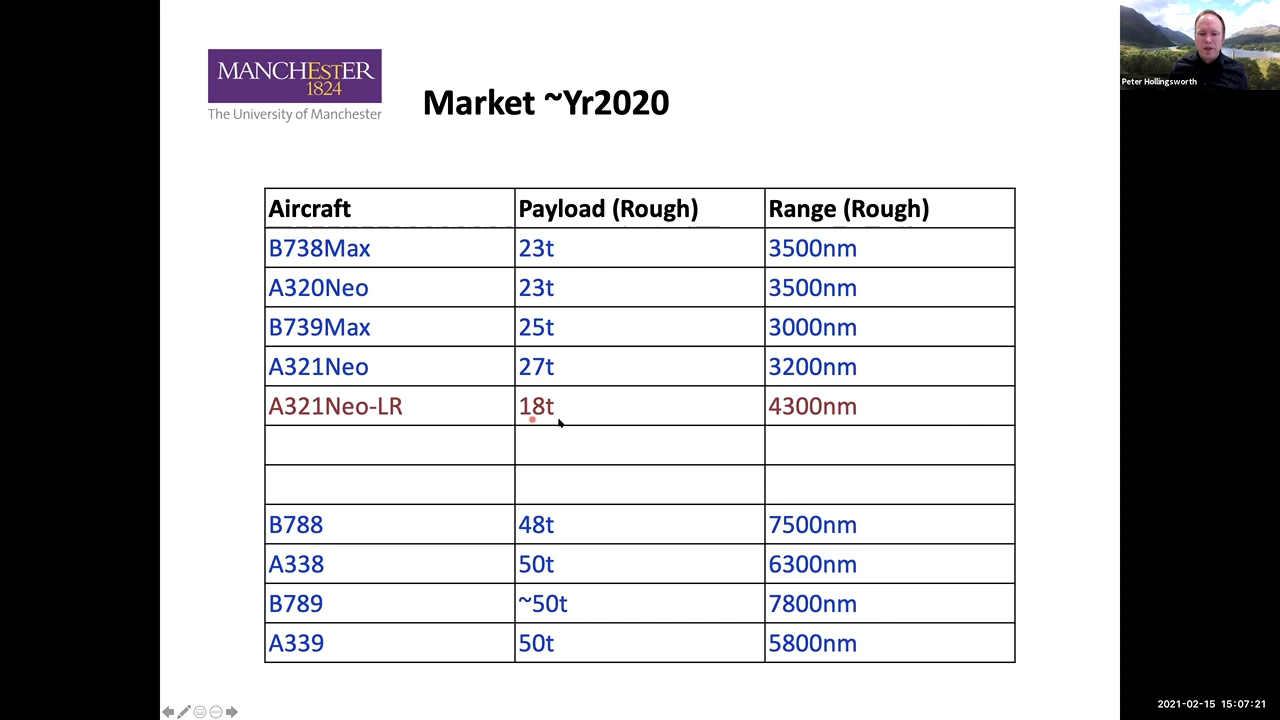 MANCHESTER
1824
The University of Manchester
Market ~Yr2020
Peter Hollingsworth
Aircraft Payload (Rough) Range (Rough)
B738Max 23t 3500nm
A320Neo 23t 3500nm
B739Max 25t 3000nm
A321Neo 27t 3200nm
A321Neo-LR 18t 4300nm
B788 48t 7500nm
A338 50t 6300nm
B789 ~50t 7800nm
A339 50t 5800nm
2021-02-15 15:07:21